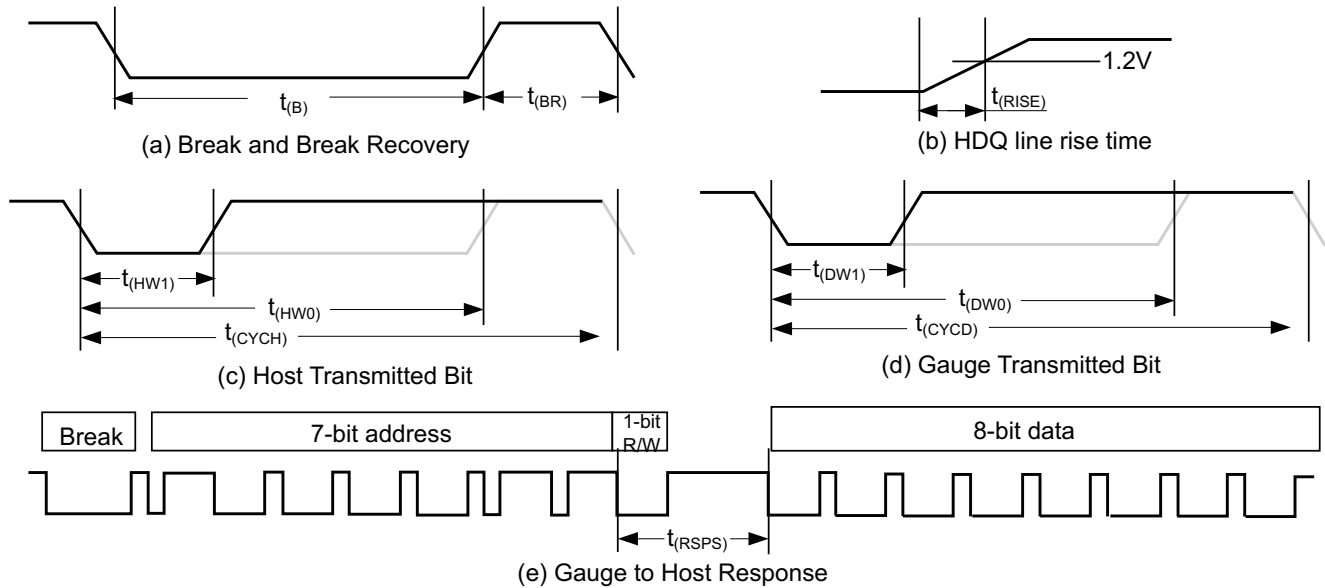 1.2V
t(B)
t(BR)
t(RISE)
(a) Break and Break Recovery
(b) HDQ line rise time
t(HW1)
t(DW1)
t(HW0)
t(DW0)
t(CYCH)
t(CYCD)
(c) Host Transmitted Bit
(d) Gauge Transmitted Bit
Break
7-bit address
1-bit
R/W
8-bit data
t(RSPS)
(e) Gauge to Host Response